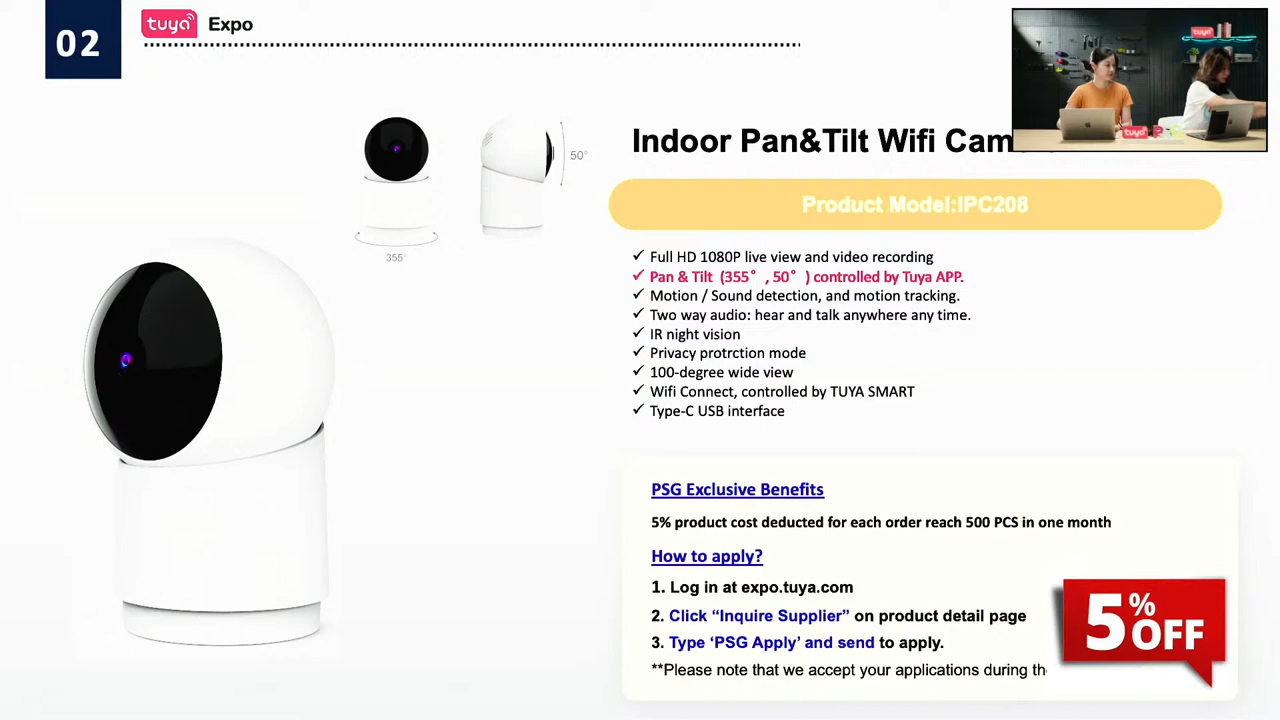 02
tuya
Expo
50°
355°
Indoor Pan&Tilt Wifi Cam
Product Model:IPC208
✓ Full HD 1080P live view and video recording
✓ Pan & Tilt (355° , 50° ) controlled by Tuya APP.
✓ Motion / Sound detection, and motion tracking.
✓ Two way audio: hear and talk anywhere any time.
✓ IR night vision
✓ Privacy protrction mode
✓ 100-degree wide view
✓ Wifi Connect, controlled by TUYA SMART
✓ Type-C USB interface
PSG Exclusive Benefits
5% product cost deducted for each order reach 500 PCS in one month
How to apply?
1. Log in at expo.tuya.com
2. Click “Inquire Supplier” on product detail page
3. Type ‘PSG Apply’ and send to apply.
**Please note that we accept your applications during th
5% OFF
tuya
tuya